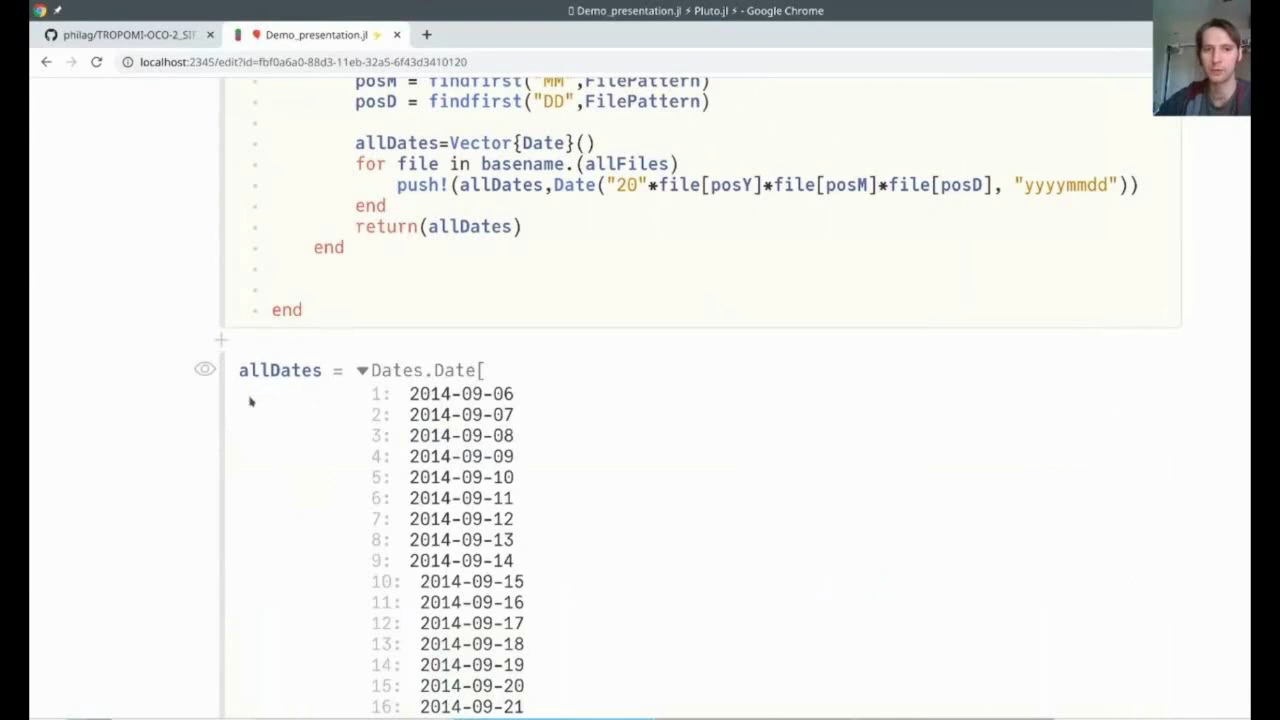 Demo_presentation.jl ⚡ Pluto.jl ⚡ - Google Chrome
philag/TROPOMI-OCO-2_SIF
Demo_presentation.jl ⚡
localhost:2345/edit?id=fbf0a6a0-88d3-11eb-32a5-6f43d3410120
posM = findfirst("MM",FilePattern)
posD = findfirst("DD",FilePattern)
allDates=Vector{Date}()
for file in basename.(allFiles)
push!(allDates,Date("20"*file[posY]*file[posM]*file[posD], "yyyymmdd"))
end
return(allDates)
end
end
allDates = ▼Dates.Date[
1: 2014-09-06
2: 2014-09-07
3: 2014-09-08
4: 2014-09-09
5: 2014-09-10
6: 2014-09-11
7: 2014-09-12
8: 2014-09-13
9: 2014-09-14
10: 2014-09-15
11: 2014-09-16
12: 2014-09-17
13: 2014-09-18
14: 2014-09-19
15: 2014-09-20
16: 2014-09-21